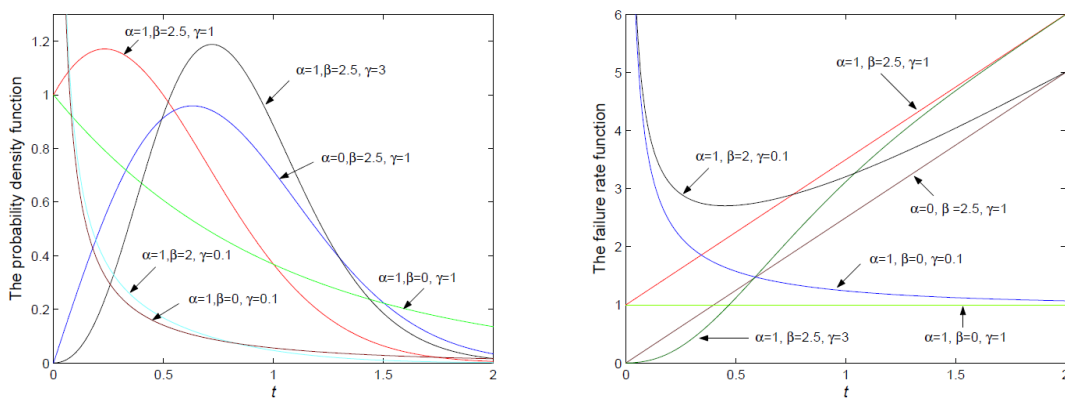 The probability density function
1.2
1
0.8
0.6
0.4
0.2
0
0
0.5
1
1.5
2
t
α=1,β=2.5, γ=1
α=1,β=2.5, γ=3
α=0,β=2.5, γ=1
α=1,β=2, γ=0.1
α=1,β=0, γ=1
α=1,β=0, γ=0.1
The failure rate function
6
5
4
3
2
1
0
0
0.5
1
1.5
2
t
α=1, β=2.5, γ=1
α=1, β=2, γ=0.1
α=0, β=2.5, γ=1
α=1, β=0, γ=0.1
α=1, β=2.5, γ=3
α=1, β=0, γ=1